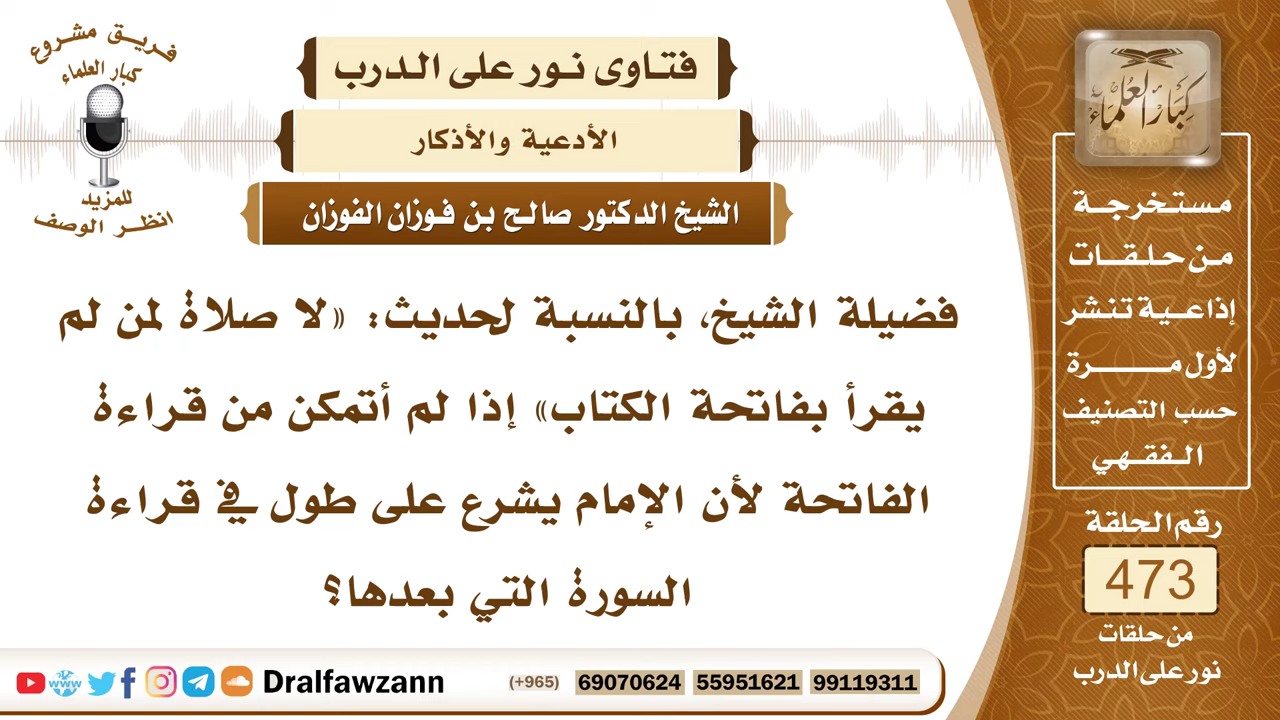 فريق مشروع
كبار العلماء
للمزيد
انظر الوصف
فتاوى نور على الدرب
الأدعية والأذكار
الشيخ الدكتور صالح بن فوزان الفوزان
فضيلة الشيخ، بالنسبة لحديث: «لا صلاة لمن لم
يقرأ بفاتحة الكتاب» إذا لم أتمكن من قراءة
الفاتحة لأن الإمام يشرع على طول في قراءة
السورة التي بعدها؟
كبار العلماء
مستخرجة
من حلقات
إذاعية تنشر
لأول مرة
حسب التصنيف
الفقهي
رقم الحلقة
473
من حلقات
نور على الدرب
www Dralfawzann (+965) 69070624 55951621 99119311